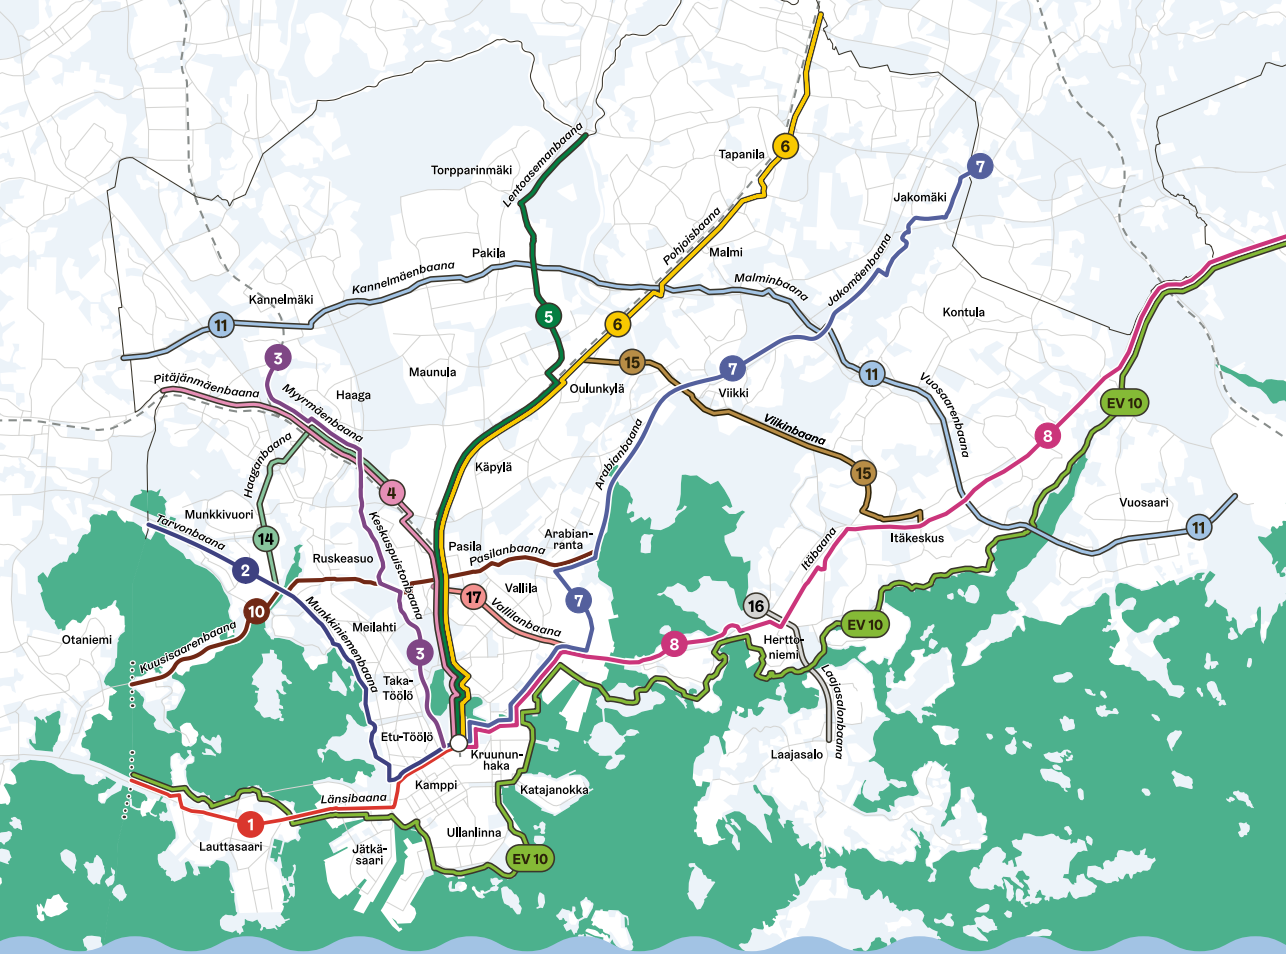 Lentoasemanbaana
6
Tapanila
Torpparinmäki
7
Jakomäki
Pohjoisbaana
Malmi
Pakila
Kannelmäenbaana
Malminbaana
Jakomäenbaana
Kannelmäki
11
5
6
Kontula
3
15
7
11
Maunula
Oulunkylä
Viikki
Pitäjänmäenbaana
Myyrmäenbaana
Haaga
Vuosaarenbaana
EV 10
Viikinbaana
8
Haaganbaana
Arabianbaana
Käpylä
15
4
Munkkivuori
Vuosaari
11
Tarvonbaana
14
Keskuspuistonbaana
Itäbaana
Itäkeskus
Arabian-
ranta
Pasila
Pasilanbaana
Ruskeasuo
2
Vallila
17
Vallilanbaana
7
16
10
Munkkiniemenbaana
Meilahti
EV 10
Otaniemi
Kuusisaarenbaana
3
8
Hertto-
niemi
Taka-
Töölö
Laajasalonbaana
Etu-Töölö
Kruunun-
haka
Laajasalo
Kamppi
Katajanokka
Länsibaana
1
Lauttasaari
Ullanlinna
Jätkä-
saari
EV 10